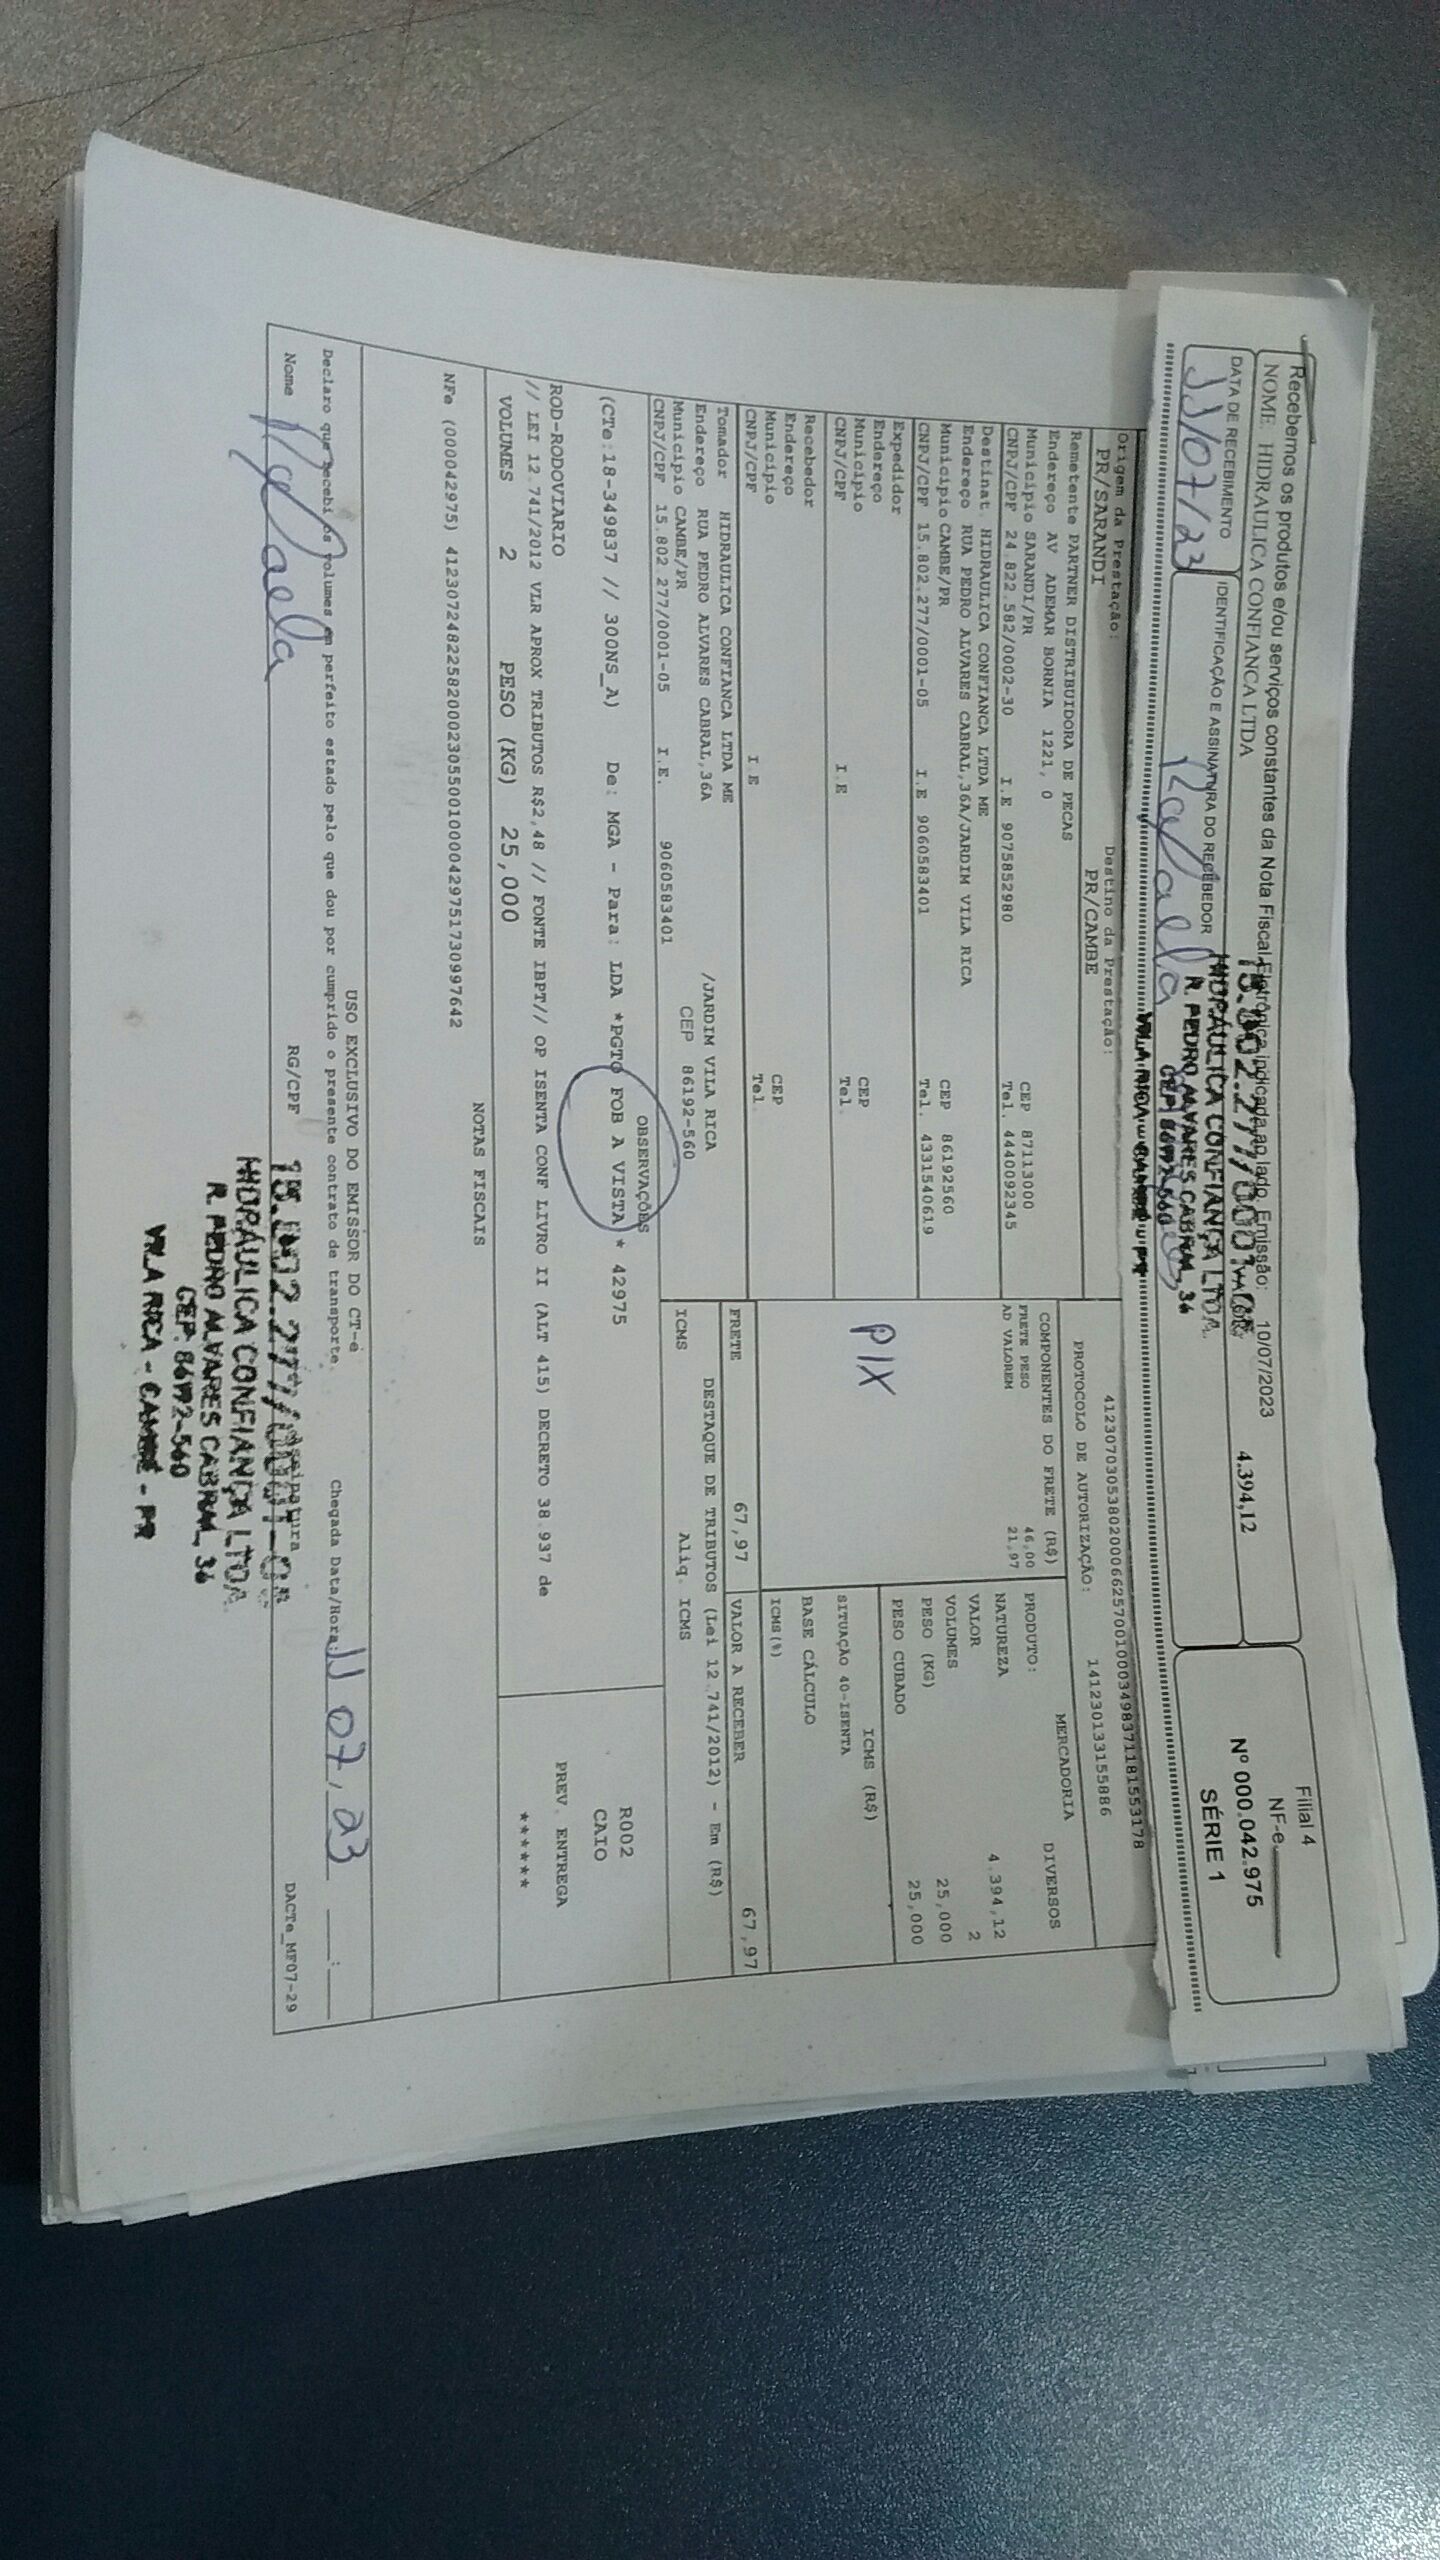 Recebemos os produtos e/ou serviços constantes da Nota Fiscal Eletrônica indicada ao lado. Emissão: 10/07/2023
NOME HIDRAULICA CONFIANCA LTDA VALOR: 4.394,12
DATA DE RECEBIMENTO
11/07/23
IDENTIFICAÇÃO E ASSINATURA DO RECEBEDOR
Rafaela
15.802.277/0001-05
HIDRÁULICA CONFIANÇA LTDA
R. PEDRO ALVARES CABRAL, 36
CEP. 86192-560
VILA RICA - CAMBÉ - PR
Filial 4
NF-e
Nº 000.042.975
SÉRIE 1
Origem da Prestação: Destino da Prestação:
PR/SARANDI PR/CAMBE
Remetente PARTNER DISTRIBUIDORA DE PECAS
Endereço AV ADEMAR BORNIA 1221, 0
Município SARANDI/PR CEP 87113000
CNPJ/CPF 24.822.582/0002-30 I.E 9075852980 Tel. 4440092345
Destinat. HIDRAULICA CONFIANCA LTDA ME
Endereço RUA PEDRO ALVARES CABRAL,36A/JARDIM VILA RICA
Município CAMBE/PR CEP 86192560
CNPJ/CPF 15.802.277/0001-05 I.E 9060583401 Tel. 4331540619
Expedidor
Endereço
Município CEP
CNPJ/CPF I.E Tel.
Recebedor
Endereço
Município CEP
CNPJ/CPF I.E Tel.
Tomador HIDRAULICA CONFIANCA LTDA ME
Endereço RUA PEDRO ALVARES CABRAL,36A /JARDIM VILA RICA
Município CAMBE/PR CEP 86192-560
CNPJ/CPF 15.802.277/0001-05 I.E. 9060583401
41230703053802000662570010003498371181553178
PROTOCOLO DE AUTORIZAÇÃO: 141230133155886
COMPONENTES DO FRETE (R$)
FRETE PESO 46,00
AD VALOREM 21,97
PIX
MERCADORIA
PRODUTO: DIVERSOS
NATUREZA
VALOR 4.394,12
VOLUMES 2
PESO (KG) 25,000
PESO CUBADO 25,000
ICMS (R$)
SITUAÇÃO 40-ISENTA
BASE CÁLCULO
ICMS(%)
FRETE 67,97 VALOR A RECEBER 67,97
DESTAQUE DE TRIBUTOS (Lei 12.741/2012) - Em (R$)
ICMS Aliq. ICMS
OBSERVAÇÕES
(CTe:18-349837 // 300NS_A) De: MGA - Para: LDA *PGTO FOB A VISTA * 42975
R002
CAIO
ROD-RODOVIARIO
// LEI 12.741/2012 VLR APROX TRIBUTOS R$2,48 // FONTE IBPT// OP ISENTA CONF LIVRO II (ALT 415) DECRETO 38.937 de
PREV. ENTREGA
******
VOLUMES 2 PESO (KG) 25,000
NOTAS FISCAIS
NFe (000042975) 41230724822582000230550010000429751730997642
USO EXCLUSIVO DO EMISSOR DO CT-e
Declaro que recebi os volumes em perfeito estado pelo que dou por cumprido o presente contrato de transporte. Chegada Data/Hora: 11 07, 23 __:__
Nome Rafaela RG/CPF Assinatura DACTe_MF07-29
15.802.277/0001-05
HIDRÁULICA CONFIANÇA LTDA
R. PEDRO ALVARES CABRAL, 36
CEP. 86192-560
VILA RICA - CAMBÉ - PR